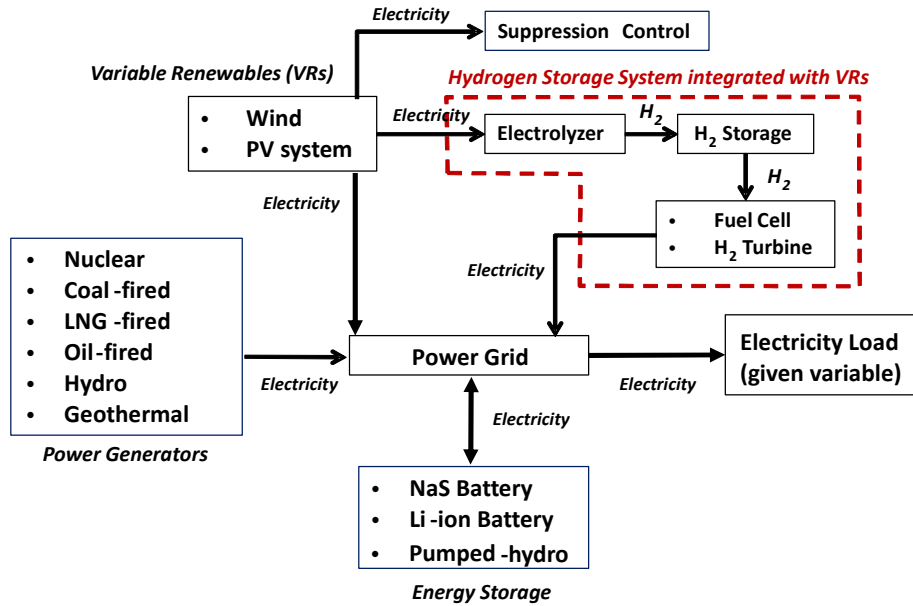 Electricity
Suppression Control
Variable Renewables (VRs)
Hydrogen Storage System integrated with VRs
• Wind
• PV system
Electricity
Electrolyzer
H₂
H₂ Storage
H₂
Electricity
• Fuel Cell
• H₂ Turbine
Electricity
• Nuclear
• Coal -fired
• LNG -fired
• Oil -fired
• Hydro
• Geothermal
Power Generators
Electricity
Power Grid
Electricity
Electricity Load
(given variable)
Electricity
• NaS Battery
• Li -ion Battery
• Pumped -hydro
Energy Storage